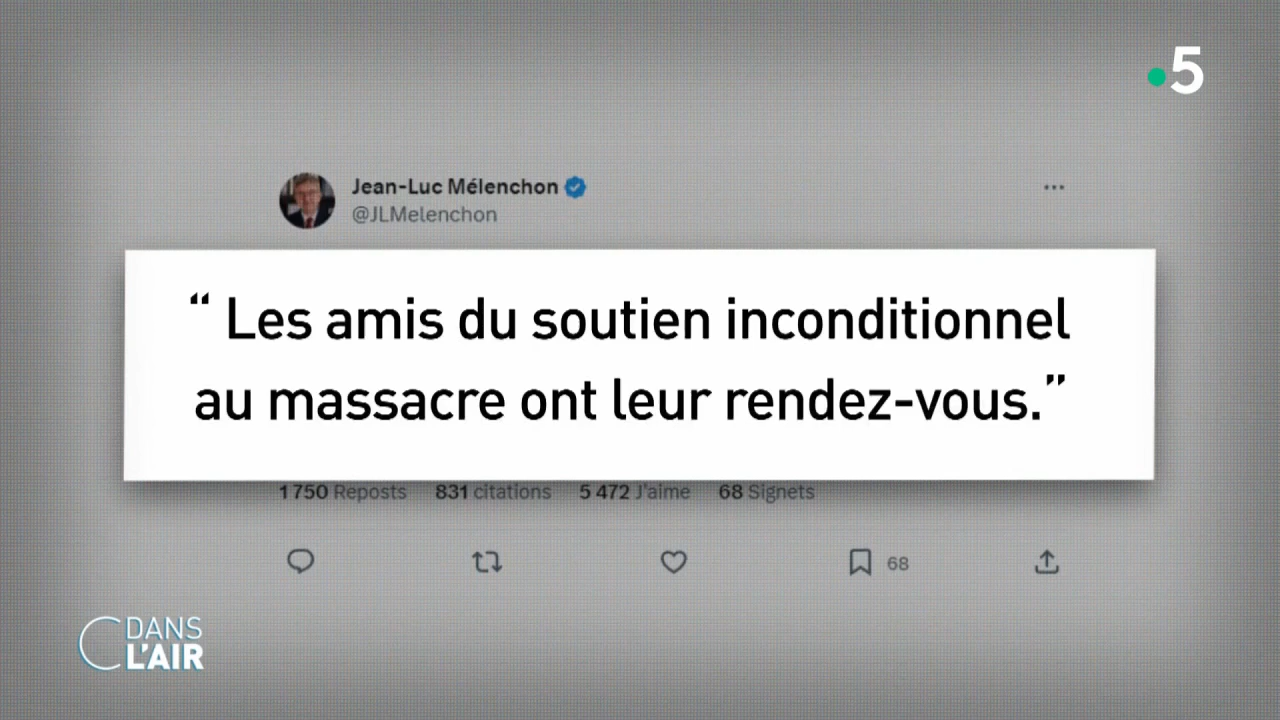 5
Jean-Luc Mélenchon
@JLMelenchon
“ Les amis du soutien inconditionnel
au massacre ont leur rendez-vous.”
1 750 Reposts 831 citations 5 472 J'aime 68 Signets
68
C DANS
L'AIR